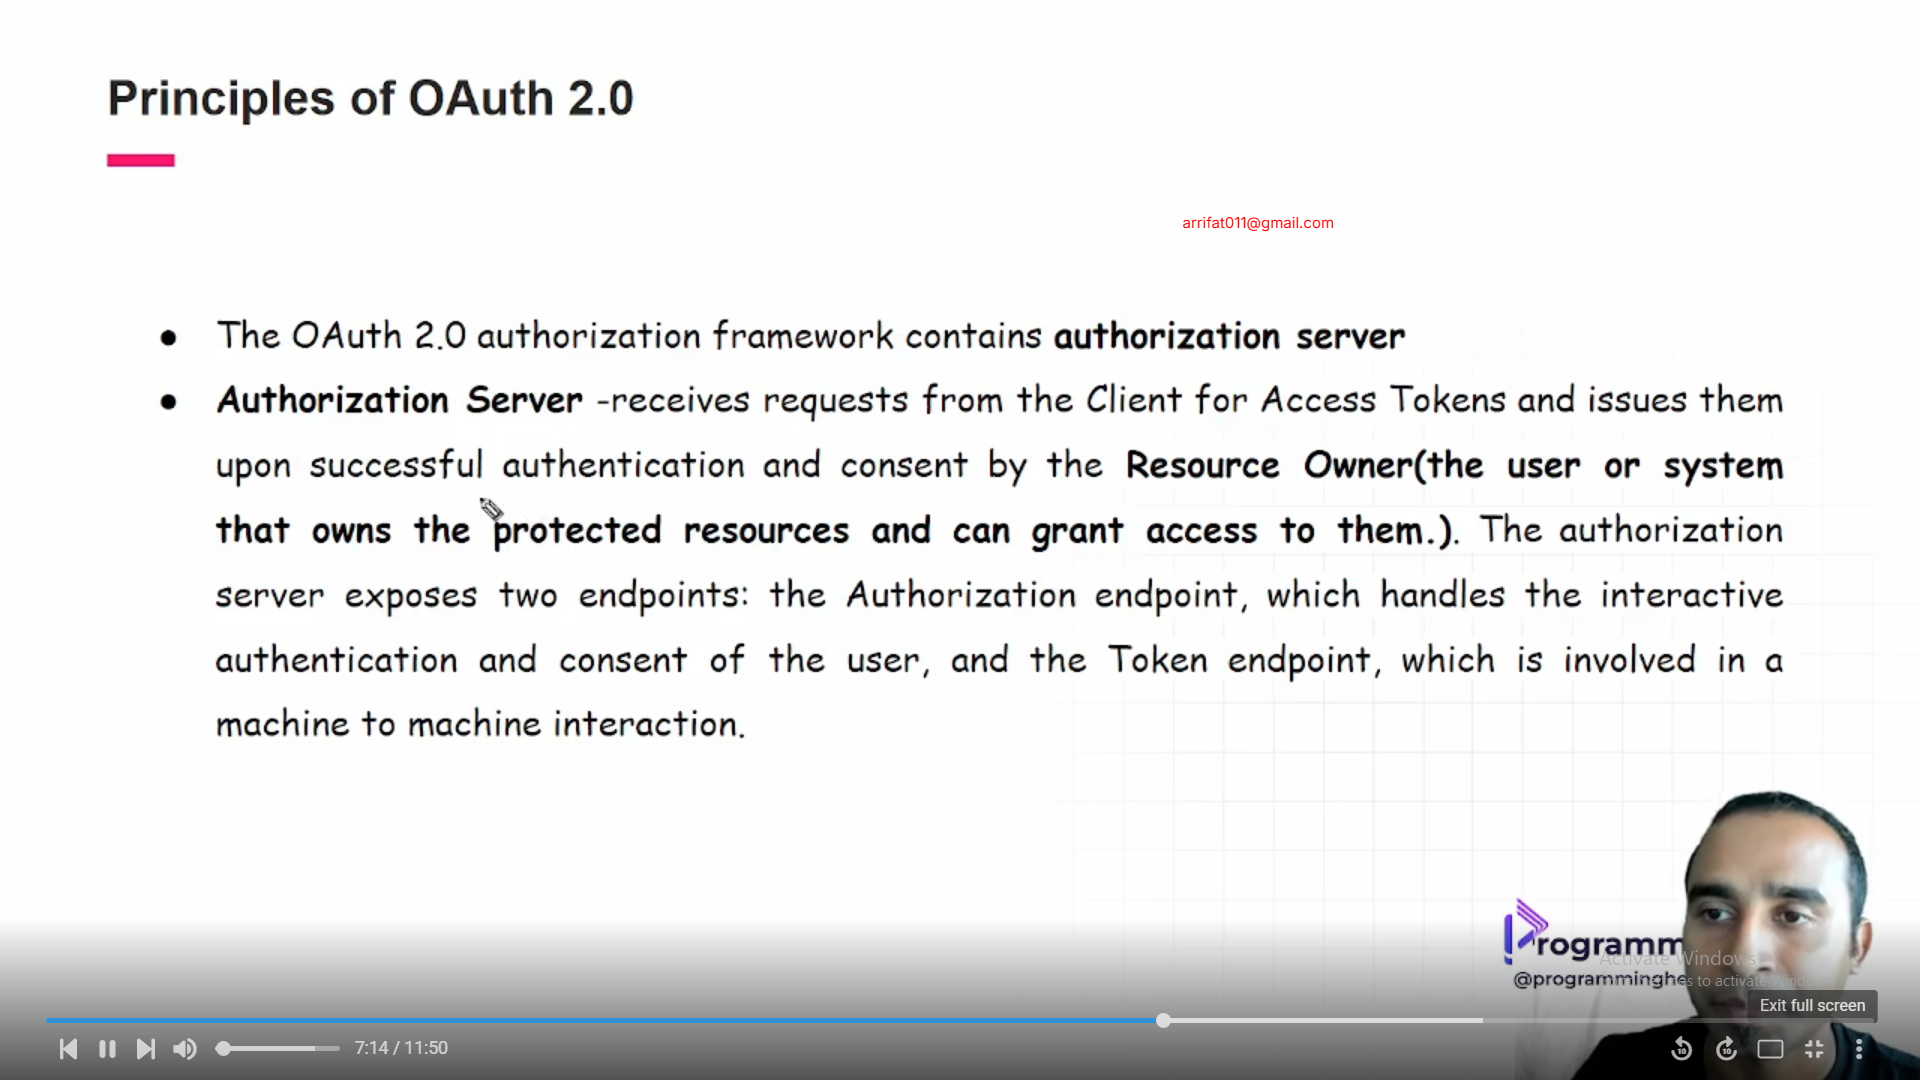 Principles of OAuth 2.0
arrifat011@gmail.com
● The OAuth 2.0 authorization framework contains authorization server
● Authorization Server -receives requests from the Client for Access Tokens and issues them
upon successful authentication and consent by the Resource Owner(the user or system
that owns the protected resources and can grant access to them.). The authorization
server exposes two endpoints: the Authorization endpoint, which handles the interactive
authentication and consent of the user, and the Token endpoint, which is involved in a
machine to machine interaction.
Programm
Activate Windows
@programminghe
to activate
Exit full screen
7:14 / 11:50
10
10